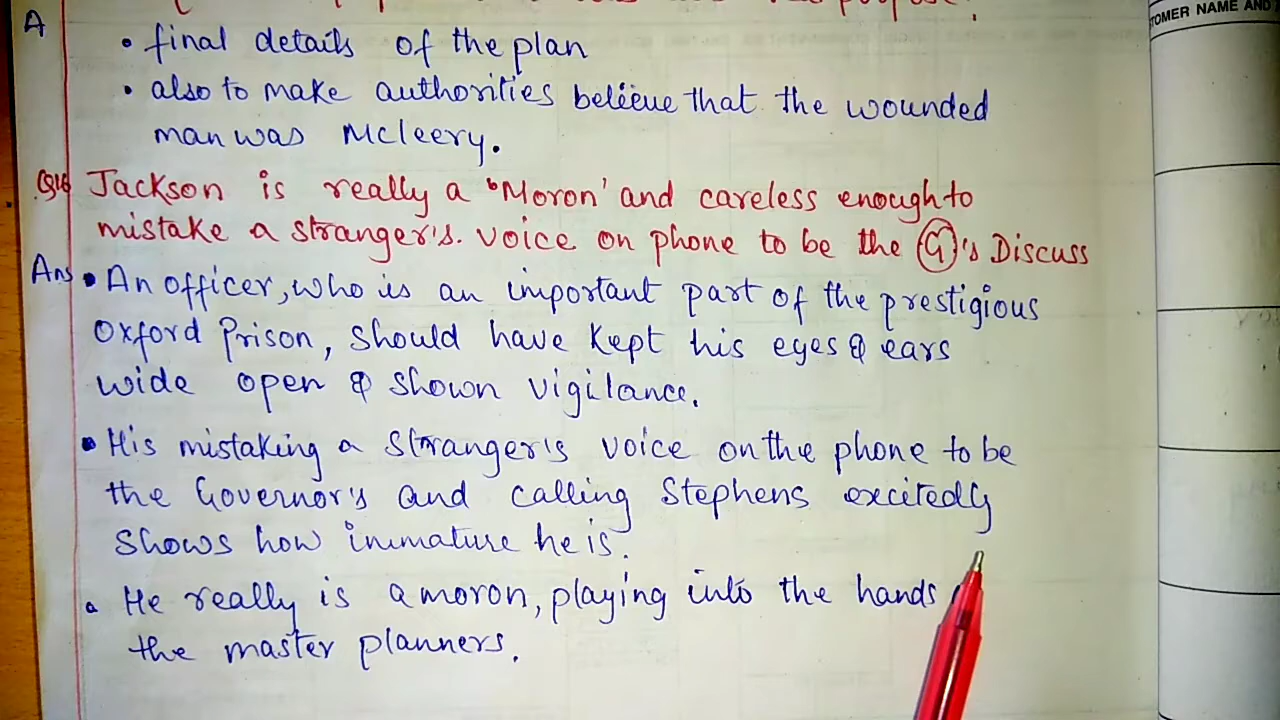 purpose.
TOMER NAME AND
A
• final details of the plan
• also to make authorities believe that the wounded
man was Mcleery.
Q16 Jackson is really a 'Moron' and careless enough to
mistake a stranger's. voice on phone to be the G's Discuss
Ans • An officer, who is an important part of the prestigious
Oxford Prison, should have kept his eyes & ears
wide open & shown vigilance.
• His mistaking a stranger's voice on the phone to be
the Governor's and calling Stephens excitedly
shows how immature he is.
• He really is a moron, playing into the hands
the master planners.